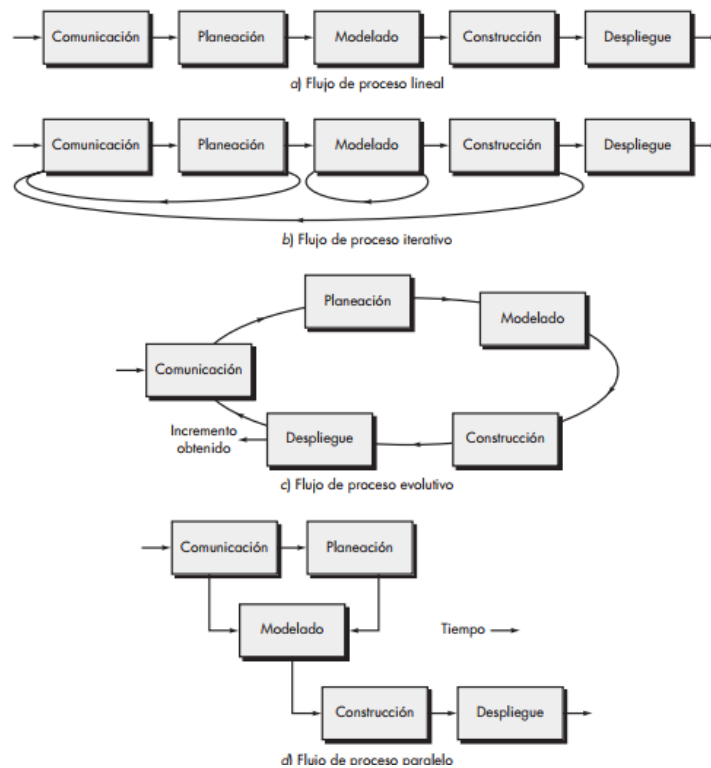 Comunicación Planeación Modelado Construcción Despliegue
a) Flujo de proceso lineal
Comunicación Planeación Modelado Construcción Despliegue
b) Flujo de proceso iterativo
Planeación
Modelado
Comunicación
Incremento
obtenido
Despliegue
Construcción
c) Flujo de proceso evolutivo
Comunicación Planeación
Modelado
Tiempo
Construcción Despliegue
d) Flujo de proceso paralelo